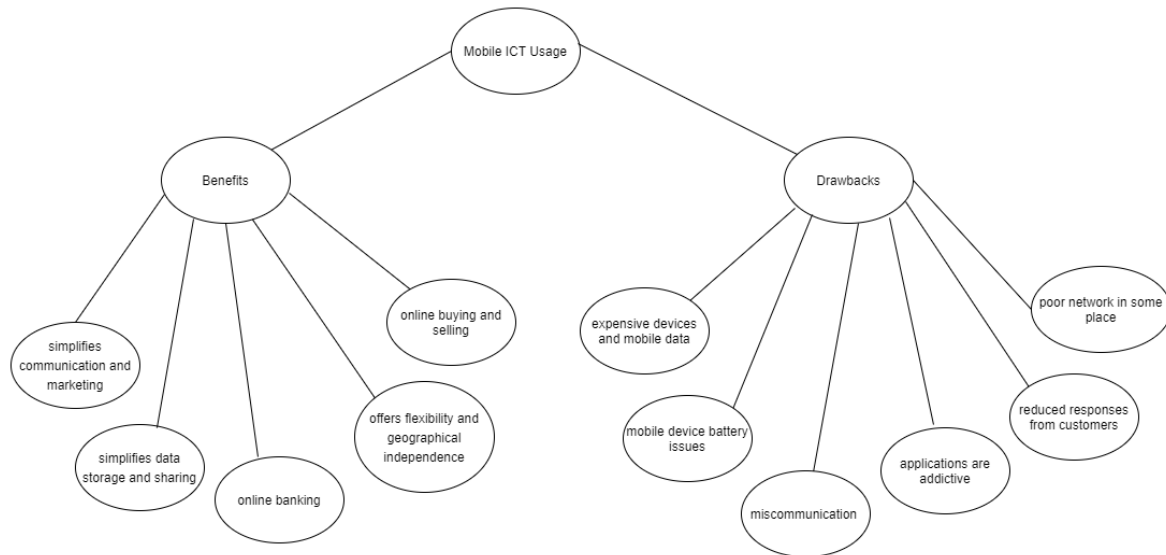 Mobile ICT Usage
Benefits
Drawbacks
simplifies
communication and
marketing
simplifies data
storage and sharing
online banking
offers flexibility and
geographical
independence
online buying and
selling
expensive devices
and mobile data
mobile device battery
issues
miscommunication
applications are
addictive
reduced responses
from customers
poor network in some
place